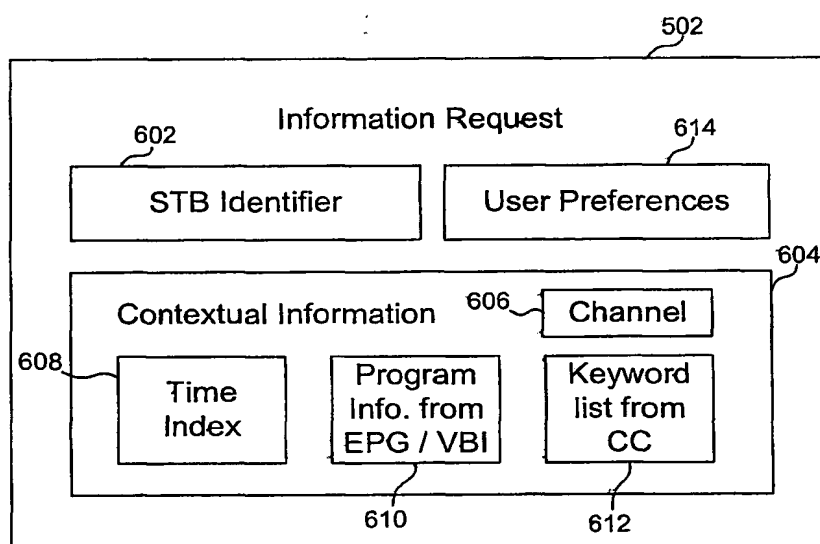 502
Information Request
602
614
STB Identifier
User Preferences
604
Contextual Information
606
Channel
608
Time
Index
Program
Info. from
EPG / VBI
Keyword
list from
CC
610
612